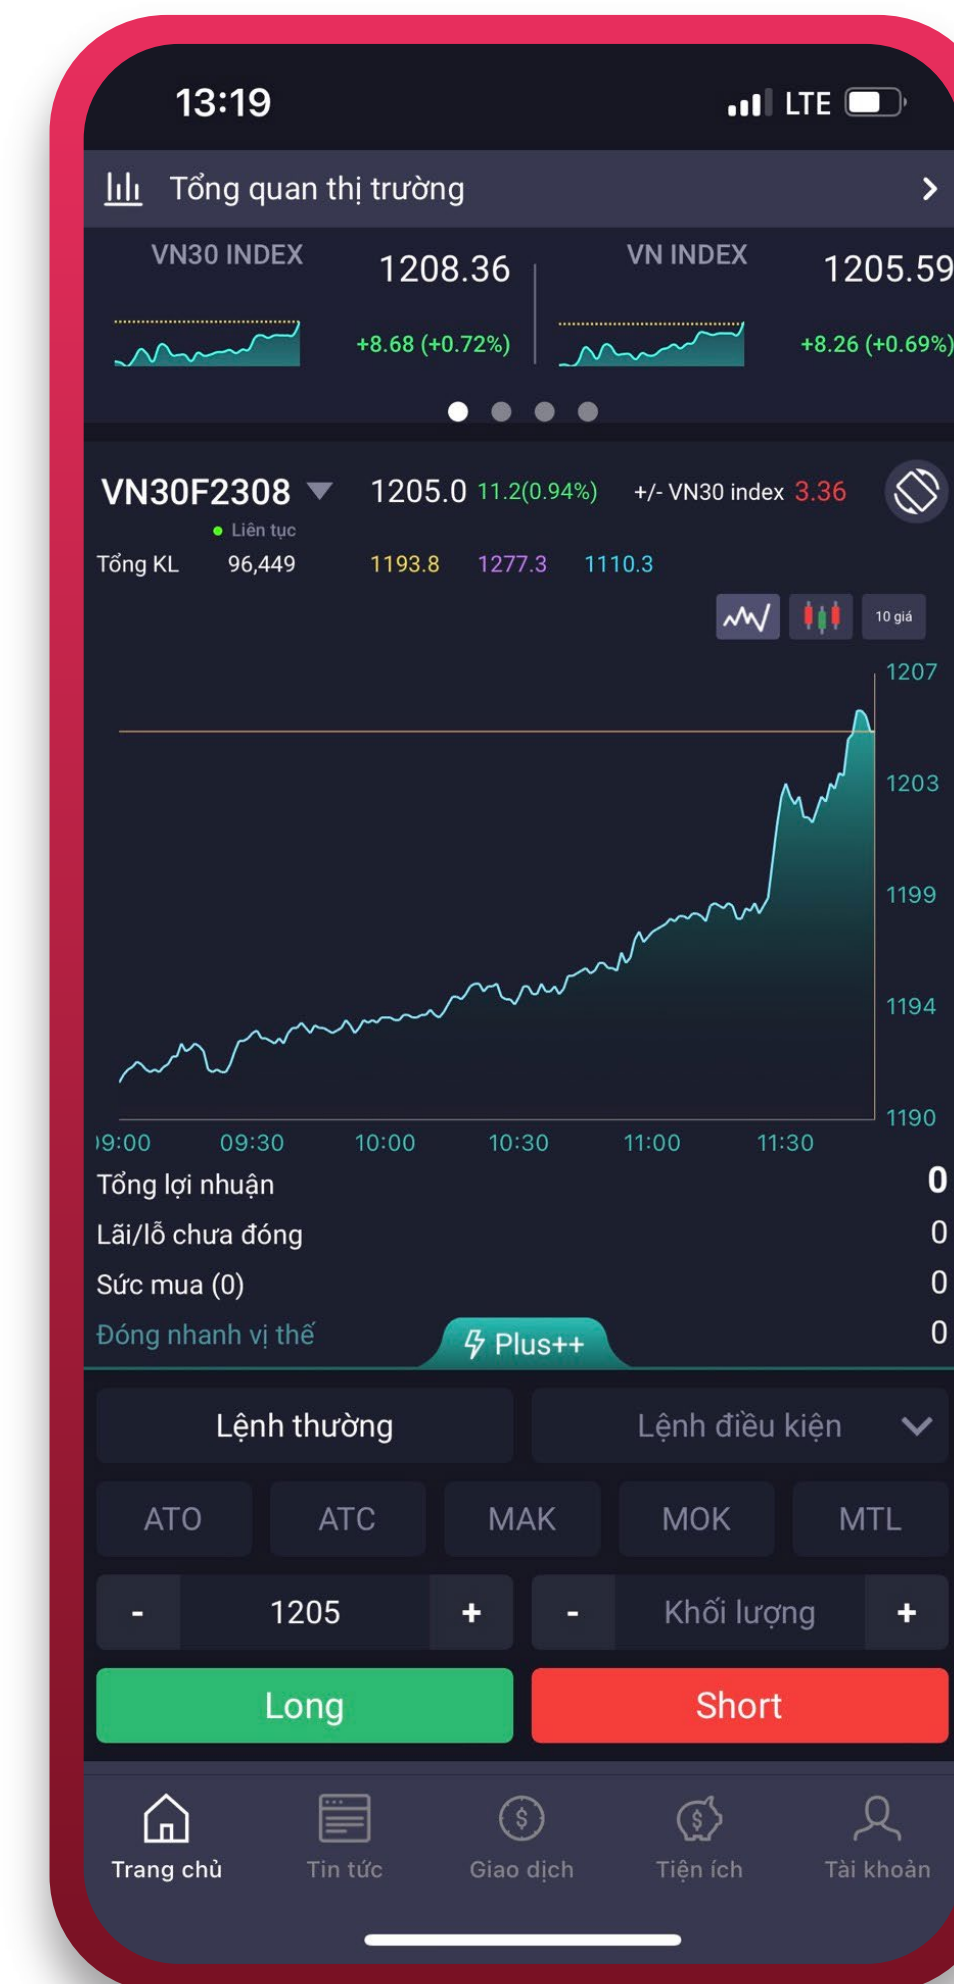 13:19 LTE
Tổng quan thị trường
VN30 INDEX 1208.36 VN INDEX 1205.59
+8.68 (+0.72%) +8.26 (+0.69%)
VN30F2308 1205.0 11.2(0.94%) +/- VN30 index 3.36
Liên tục
Tổng KL 96,449 1193.8 1277.3 1110.3
10 giá
1207
1203
1199
1194
1190
09:00 09:30 10:00 10:30 11:00 11:30
Tổng lợi nhuận 0
Lãi/lỗ chưa đóng 0
Sức mua (0) 0
Đóng nhanh vị thế 0
Plus++
Lệnh thường Lệnh điều kiện
ATO ATC MAK MOK MTL
- 1205 + - Khối lượng +
Long Short
Trang chủ Tin tức Giao dịch Tiện ích Tài khoản